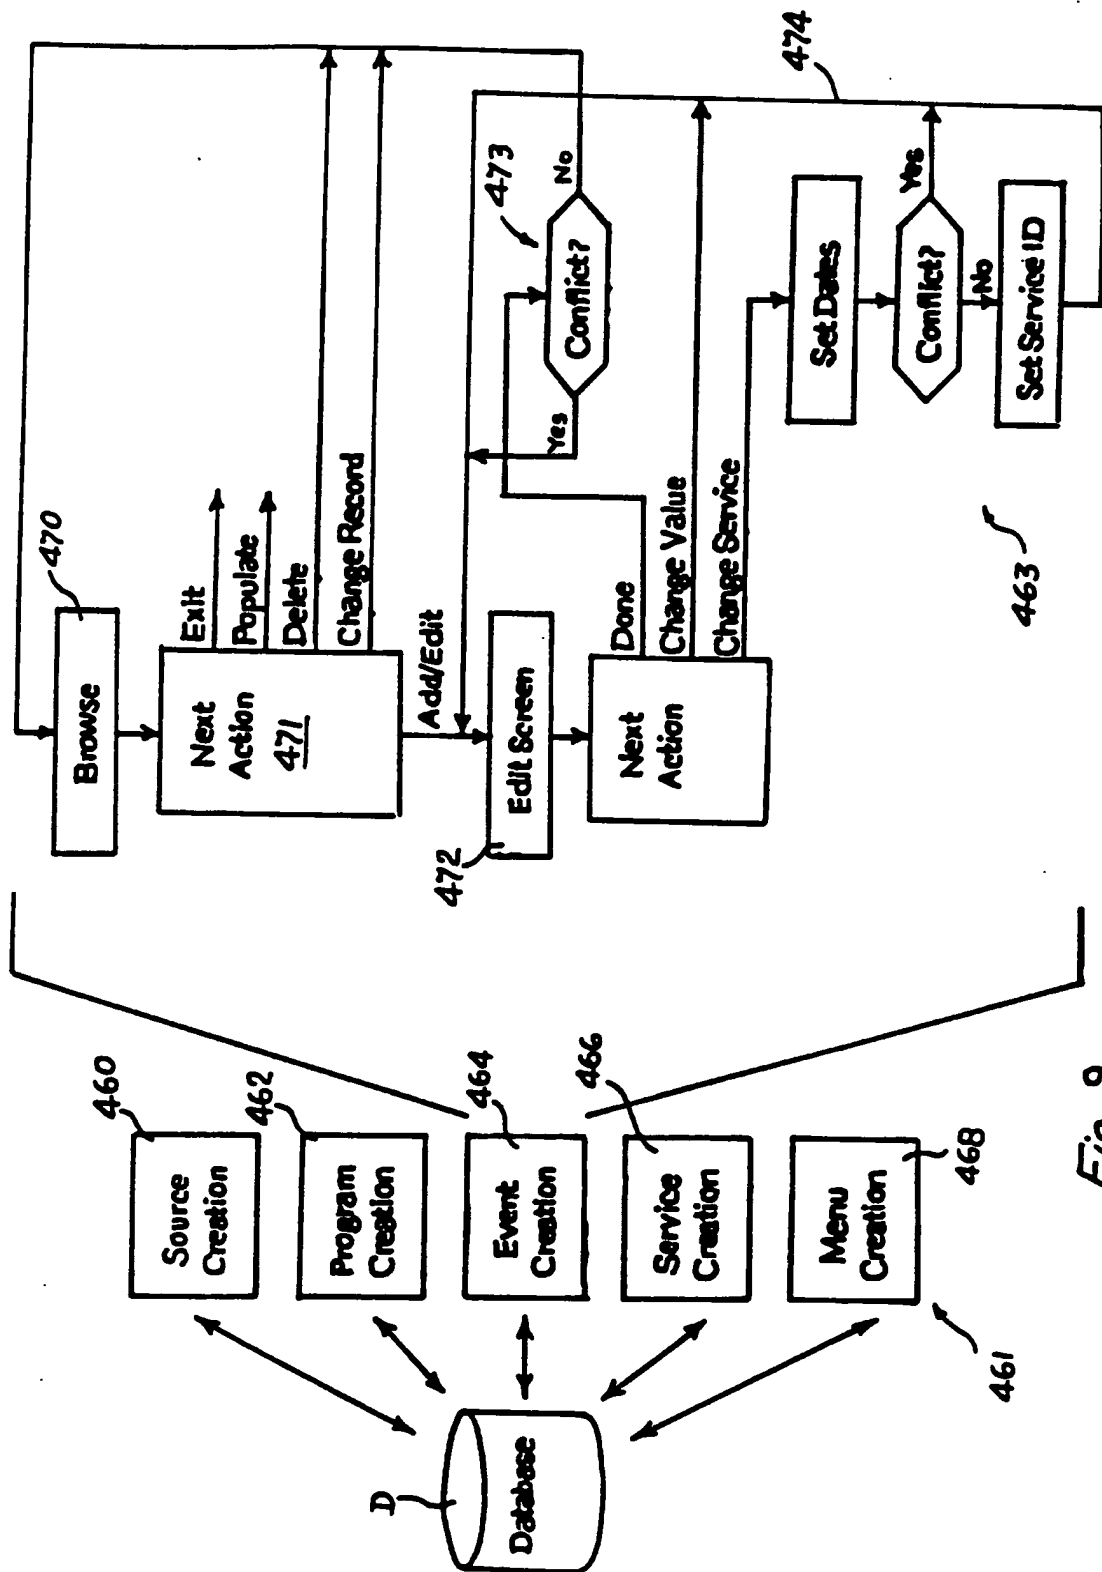 460
Source
Creation
462
Program
Creation
464
Event
Creation
466
Service
Creation
Menu
Creation
468
461
D
Database
470
Browse
Next
Action
471
Exit
Populate
Delete
Change Record
Add/Edit
472
Edit Screen
Next
Action
Done
Change Value
Change Service
473
Conflict?
Yes
No
Set Dates
Conflict?
Yes
No
Set Service ID
474
463